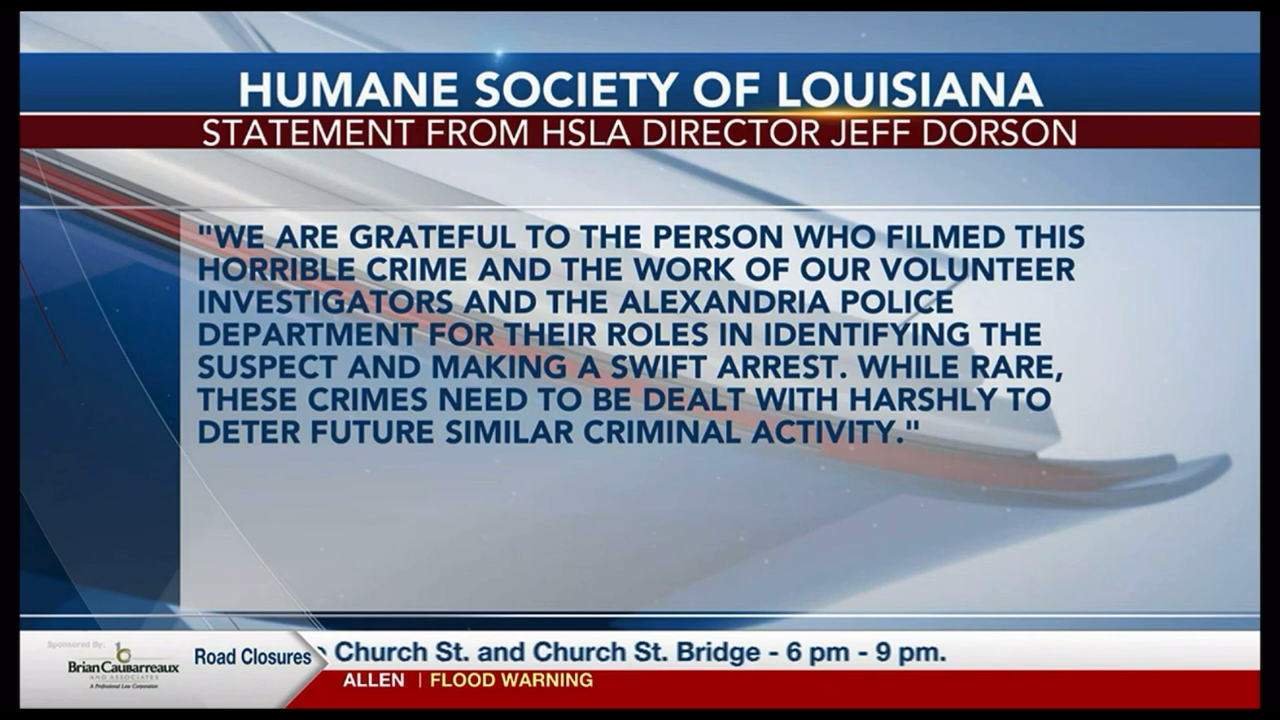 HUMANE SOCIETY OF LOUISIANA
STATEMENT FROM HSLA DIRECTOR JEFF DORSON
"WE ARE GRATEFUL TO THE PERSON WHO FILMED THIS
HORRIBLE CRIME AND THE WORK OF OUR VOLUNTEER
INVESTIGATORS AND THE ALEXANDRIA POLICE
DEPARTMENT FOR THEIR ROLES IN IDENTIFYING THE
SUSPECT AND MAKING A SWIFT ARREST. WHILE RARE,
THESE CRIMES NEED TO BE DEALT WITH HARSHLY TO
DETER FUTURE SIMILAR CRIMINAL ACTIVITY."
Sponsored By:
Brian Caubarreaux
AND ASSOCIATES
A Professional Law Corporation
Road Closures
Church St. and Church St. Bridge - 6 pm - 9 pm.
ALLEN | FLOOD WARNING